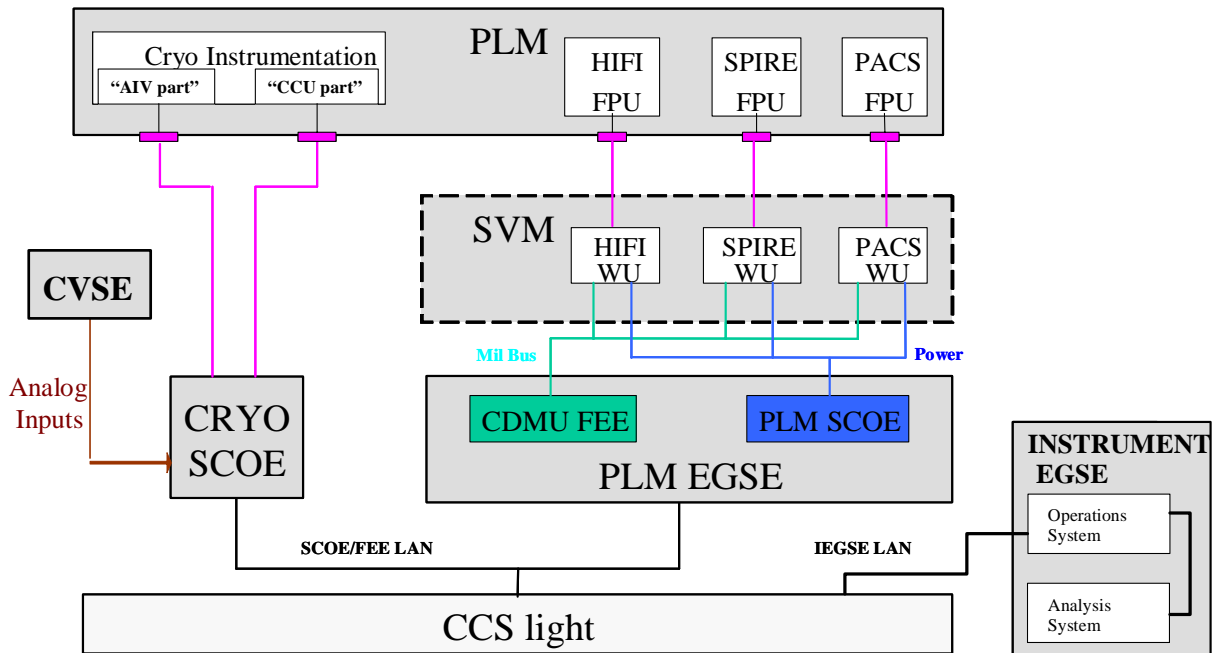 PLM
Cryo Instrumentation
“AIV part”
“CCU part”
HIFI
FPU
SPIRE
FPU
PACS
FPU
SVM
HIFI
WU
SPIRE
WU
PACS
WU
CVSE
Mil Bus
Power
Analog
Inputs
CRYO
SCOE
CDMU FEE
PLM SCOE
PLM EGSE
INSTRUMENT
EGSE
Operations
System
Analysis
System
SCOE/FEE LAN
IEGSE LAN
CCS light